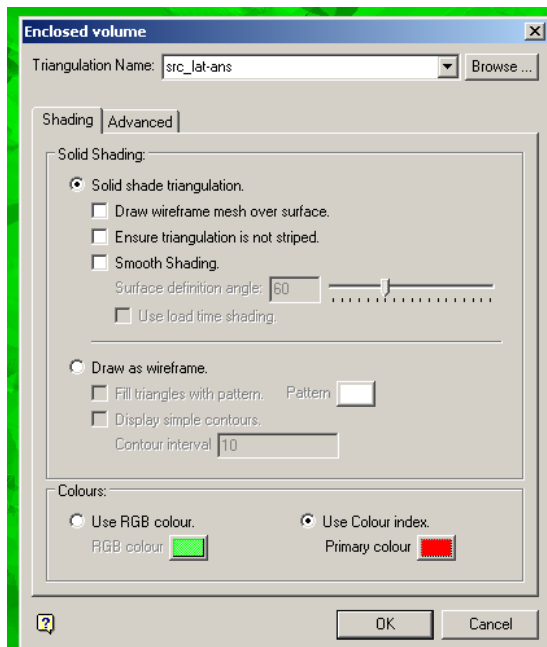 Enclosed volume
Triangulation Name: src_lat-ans Browse ...
Shading Advanced
Solid Shading:
Solid shade triangulation.
Draw wireframe mesh over surface.
Ensure triangulation is not striped.
Smooth Shading.
Surface definition angle: 60
Use load time shading.
Draw as wireframe.
Fill triangles with pattern. Pattern
Display simple contours.
Contour interval 10
Colours:
Use RGB colour. Use Colour index.
RGB colour Primary colour
? OK Cancel